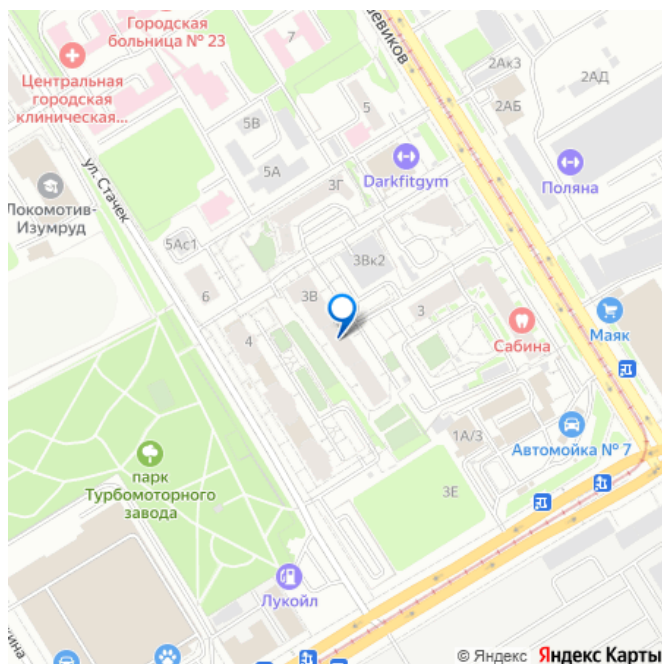 Городская
больница № 23
Центральная
городская
клиническая...
7
5В
5
5А
3Г
Darkfitgym
2Ак3
2АБ
2АД
Поляна
ул. Стачек
Локомотив-
Изумруд
5Ас1
6
3Вк2
3В
3
4
Сабина
Маяк
1А/3
Автомойка № 7
3Е
парк
Турбомоторного
завода
Лукойл
© Яндекс Яндекс Карты